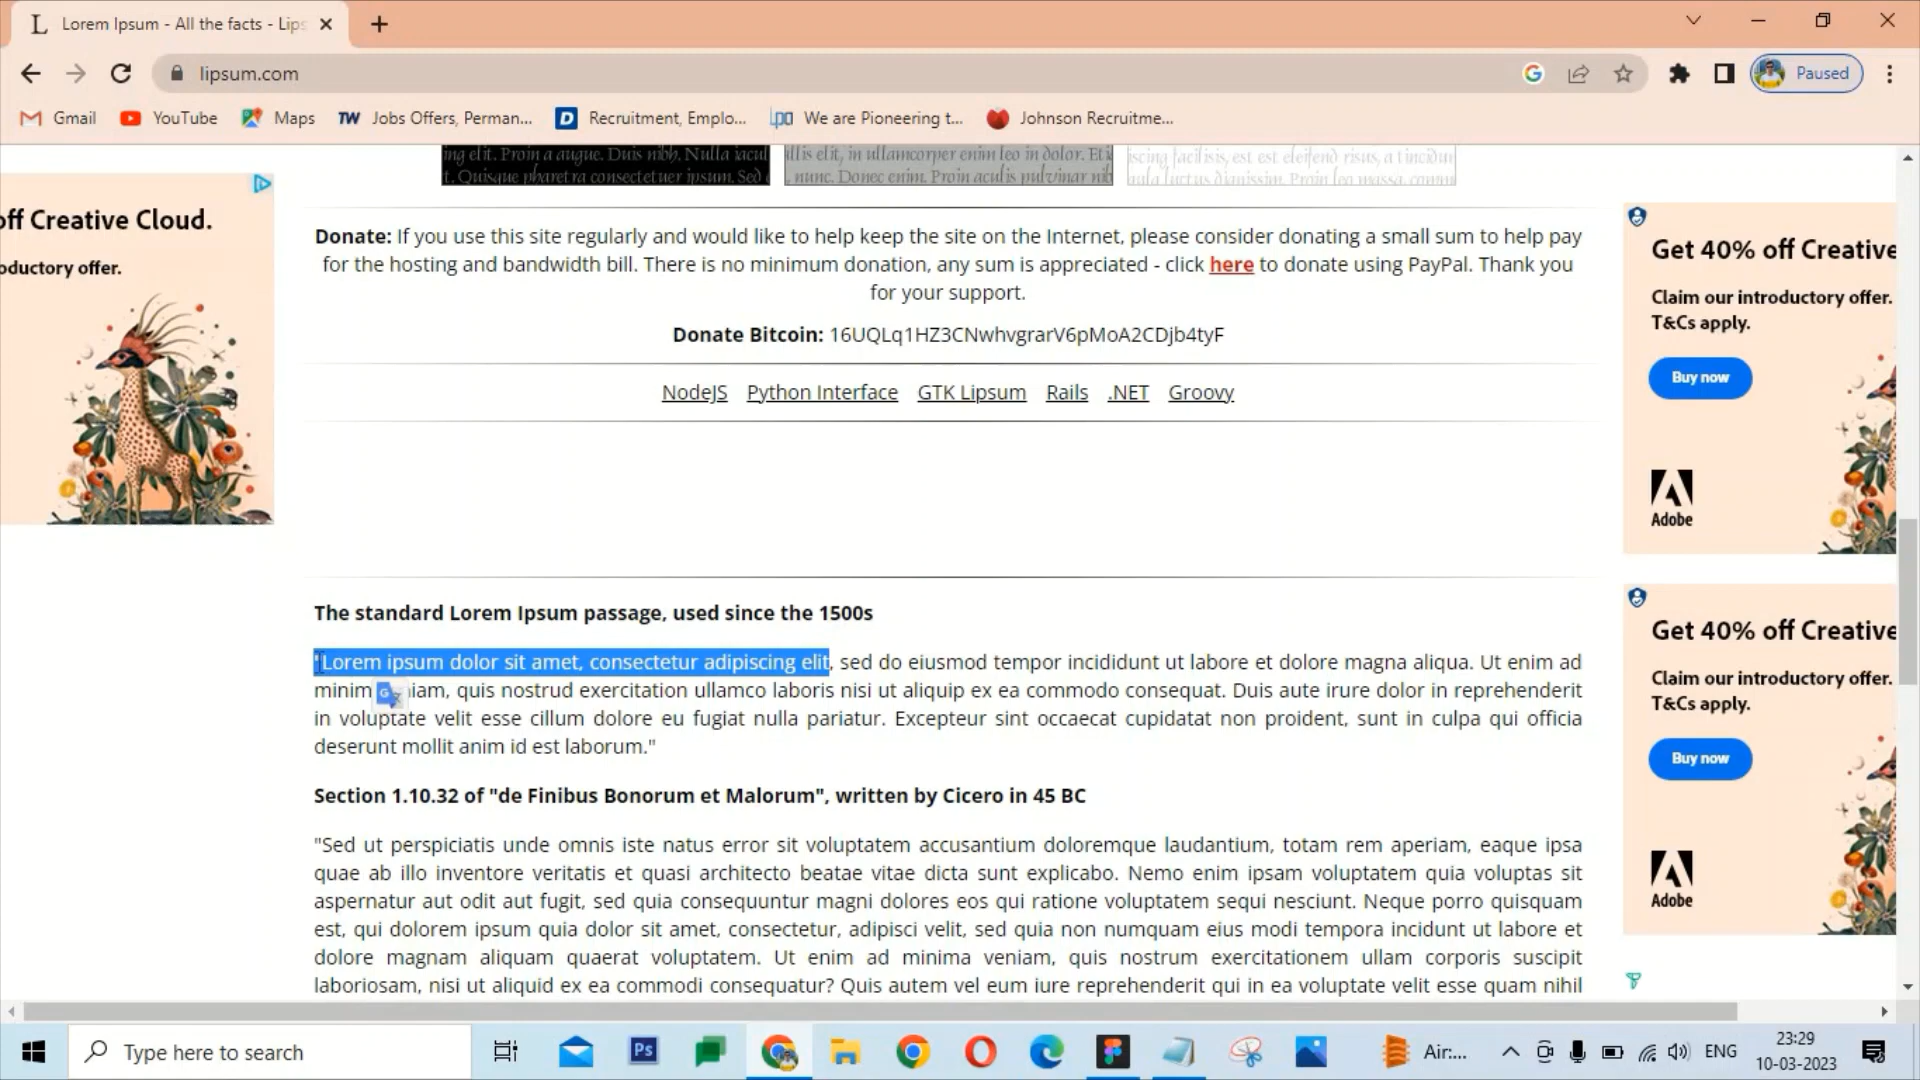 Lorem Ipsum - All the facts - Lips
lipsum.com
Paused
Gmail
YouTube
Maps
TW Jobs Offers, Perman...
D Recruitment, Emplo...
We are Pioneering t...
Johnson Recruitme...
ing elit. Proin a augue. Duis nibh. Nulla iacul
llis elit, in ullamcorper enim leo in dolor. Et
iscing facilisis, est est eleifend risus, a tincidun
t. Quisque pharetra consectetuer ipsum. Sed
. nunc. Donec enim. Proin iaculis pulvinar nib
Donate: If you use this site regularly and would like to help keep the site on the Internet, please consider donating a small sum to help pay
for the hosting and bandwidth bill. There is no minimum donation, any sum is appreciated - click here to donate using PayPal. Thank you
for your support.
Donate Bitcoin: 16UQLq1HZ3CNwhvgrarV6pMoA2CDjb4tyF
NodeJS Python Interface GTK Lipsum Rails .NET Groovy
The standard Lorem Ipsum passage, used since the 1500s
"Lorem ipsum dolor sit amet, consectetur adipiscing elit, sed do eiusmod tempor incididunt ut labore et dolore magna aliqua. Ut enim ad
minim iam, quis nostrud exercitation ullamco laboris nisi ut aliquip ex ea commodo consequat. Duis aute irure dolor in reprehenderit
in voluptate velit esse cillum dolore eu fugiat nulla pariatur. Excepteur sint occaecat cupidatat non proident, sunt in culpa qui officia
deserunt mollit anim id est laborum."
Section 1.10.32 of "de Finibus Bonorum et Malorum", written by Cicero in 45 BC
"Sed ut perspiciatis unde omnis iste natus error sit voluptatem accusantium doloremque laudantium, totam rem aperiam, eaque ipsa
quae ab illo inventore veritatis et quasi architecto beatae vitae dicta sunt explicabo. Nemo enim ipsam voluptatem quia voluptas sit
aspernatur aut odit aut fugit, sed quia consequuntur magni dolores eos qui ratione voluptatem sequi nesciunt. Neque porro quisquam
est, qui dolorem ipsum quia dolor sit amet, consectetur, adipisci velit, sed quia non numquam eius modi tempora incidunt ut labore et
dolore magnam aliquam quaerat voluptatem. Ut enim ad minima veniam, quis nostrum exercitationem ullam corporis suscipit
laboriosam, nisi ut aliquid ex ea commodi consequatur? Quis autem vel eum iure reprehenderit qui in ea voluptate velit esse quam nihil
off Creative Cloud.
oductory offer.
Get 40% off Creative
Claim our introductory offer.
T&Cs apply.
Buy now
Adobe
Get 40% off Creative
Claim our introductory offer.
T&Cs apply.
Buy now
Adobe
Type here to search
Ps
Air:...
ENG
23:29
10-03-2023